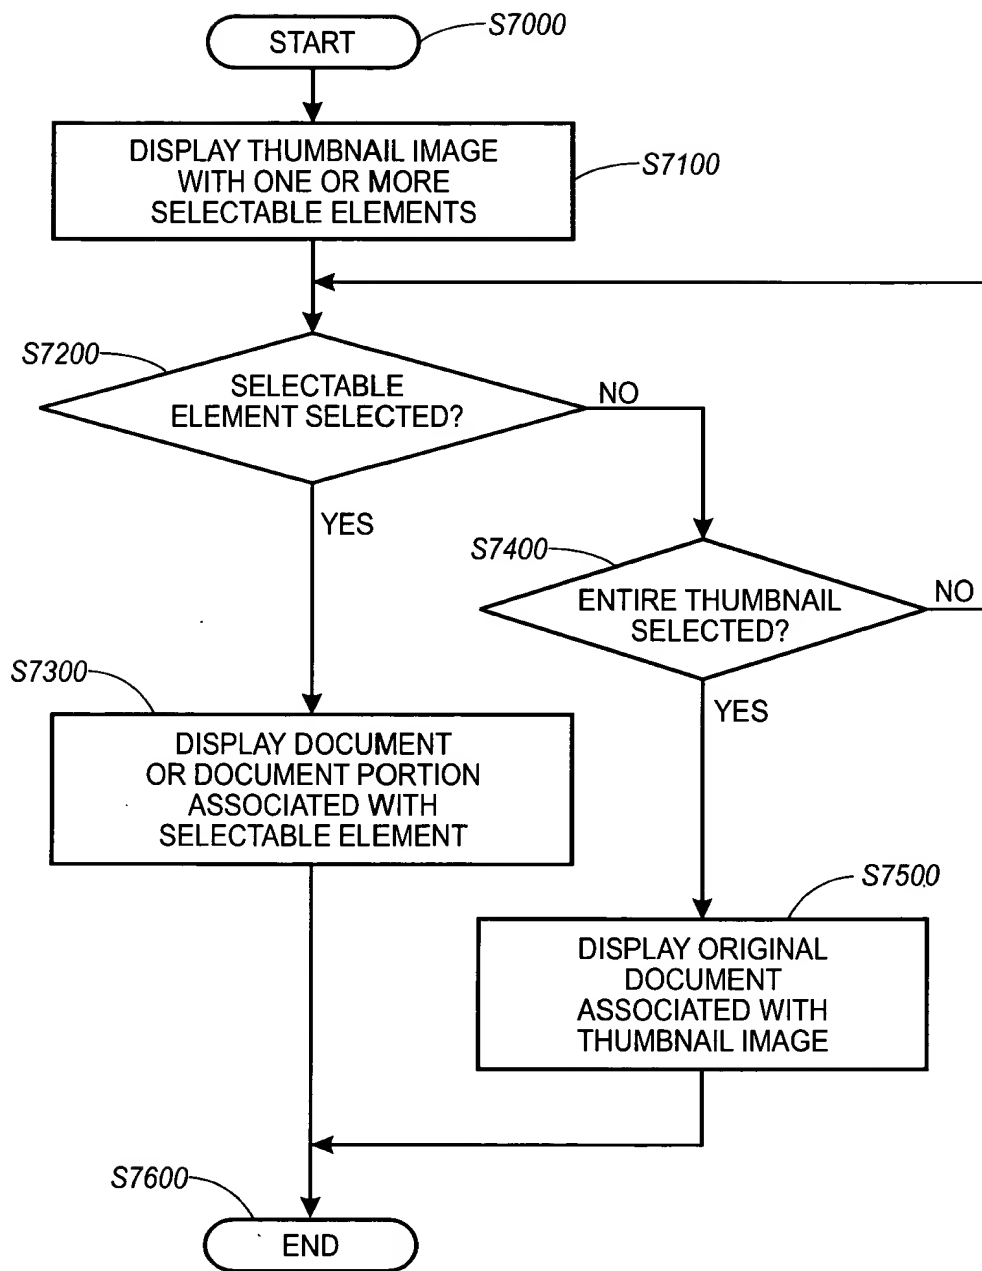 START
S7000
DISPLAY THUMBNAIL IMAGE
WITH ONE OR MORE
SELECTABLE ELEMENTS
S7100
S7200
SELECTABLE
ELEMENT SELECTED?
NO
YES
S7400
ENTIRE THUMBNAIL
SELECTED?
NO
YES
S7300
DISPLAY DOCUMENT
OR DOCUMENT PORTION
ASSOCIATED WITH
SELECTABLE ELEMENT
S7500
DISPLAY ORIGINAL
DOCUMENT
ASSOCIATED WITH
THUMBNAIL IMAGE
S7600
END